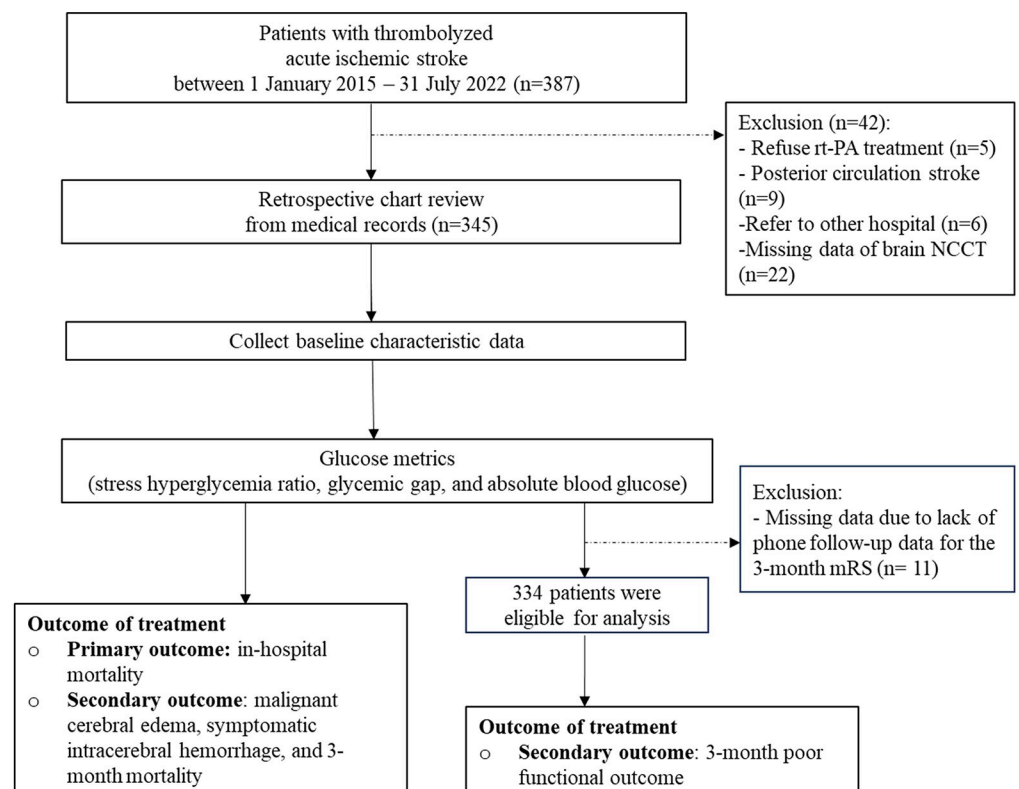 Patients with thrombolyzed
acute ischemic stroke
between 1 January 2015 – 31 July 2022 (n=387)
Exclusion (n=42):
- Refuse rt-PA treatment (n=5)
- Posterior circulation stroke
(n=9)
-Refer to other hospital (n=6)
-Missing data of brain NCCT
(n=22)
Retrospective chart review
from medical records (n=345)
Collect baseline characteristic data
Glucose metrics
(stress hyperglycemia ratio, glycemic gap, and absolute blood glucose)
Exclusion:
- Missing data due to lack of
phone follow-up data for the
3-month mRS (n= 11)
334 patients were
eligible for analysis
Outcome of treatment
o Primary outcome: in-hospital
mortality
o Secondary outcome: malignant
cerebral edema, symptomatic
intracerebral hemorrhage, and 3-
month mortality
Outcome of treatment
o Secondary outcome: 3-month poor
functional outcome